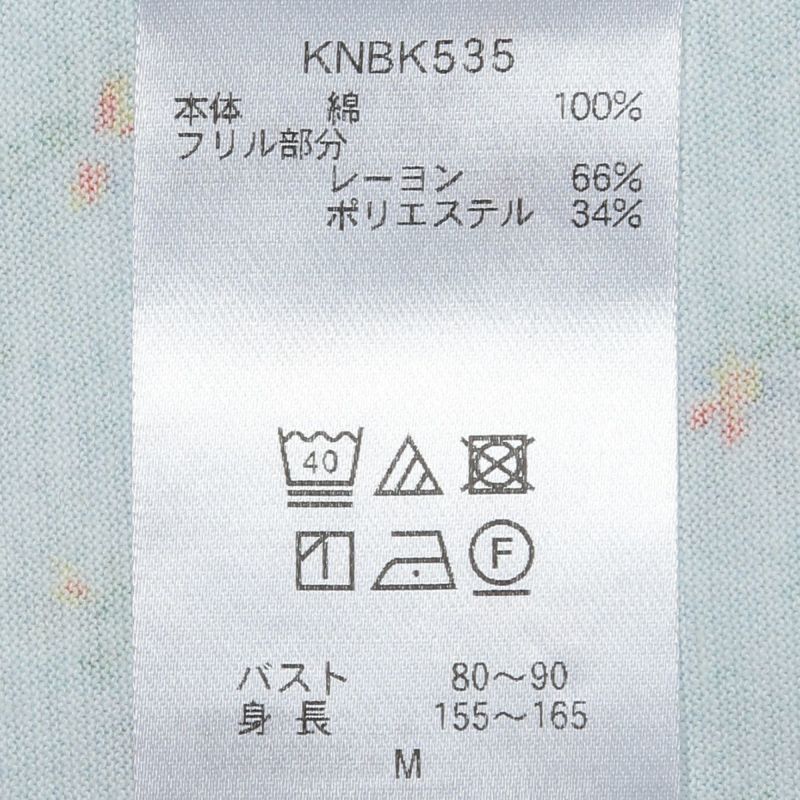 KNBK535
本体 綿 100%
フリル部分
レーヨン 66%
ポリエステル 34%
40
F
バスト 80～90
身長 155～165
M